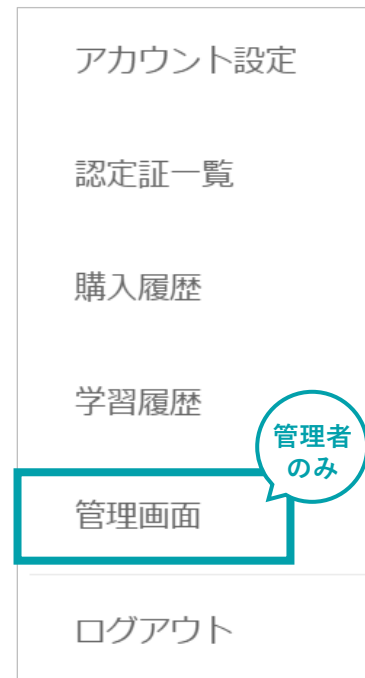 アカウント設定
認定証一覧
購入履歴
学習履歴
管理者
のみ
管理画面
ログアウト